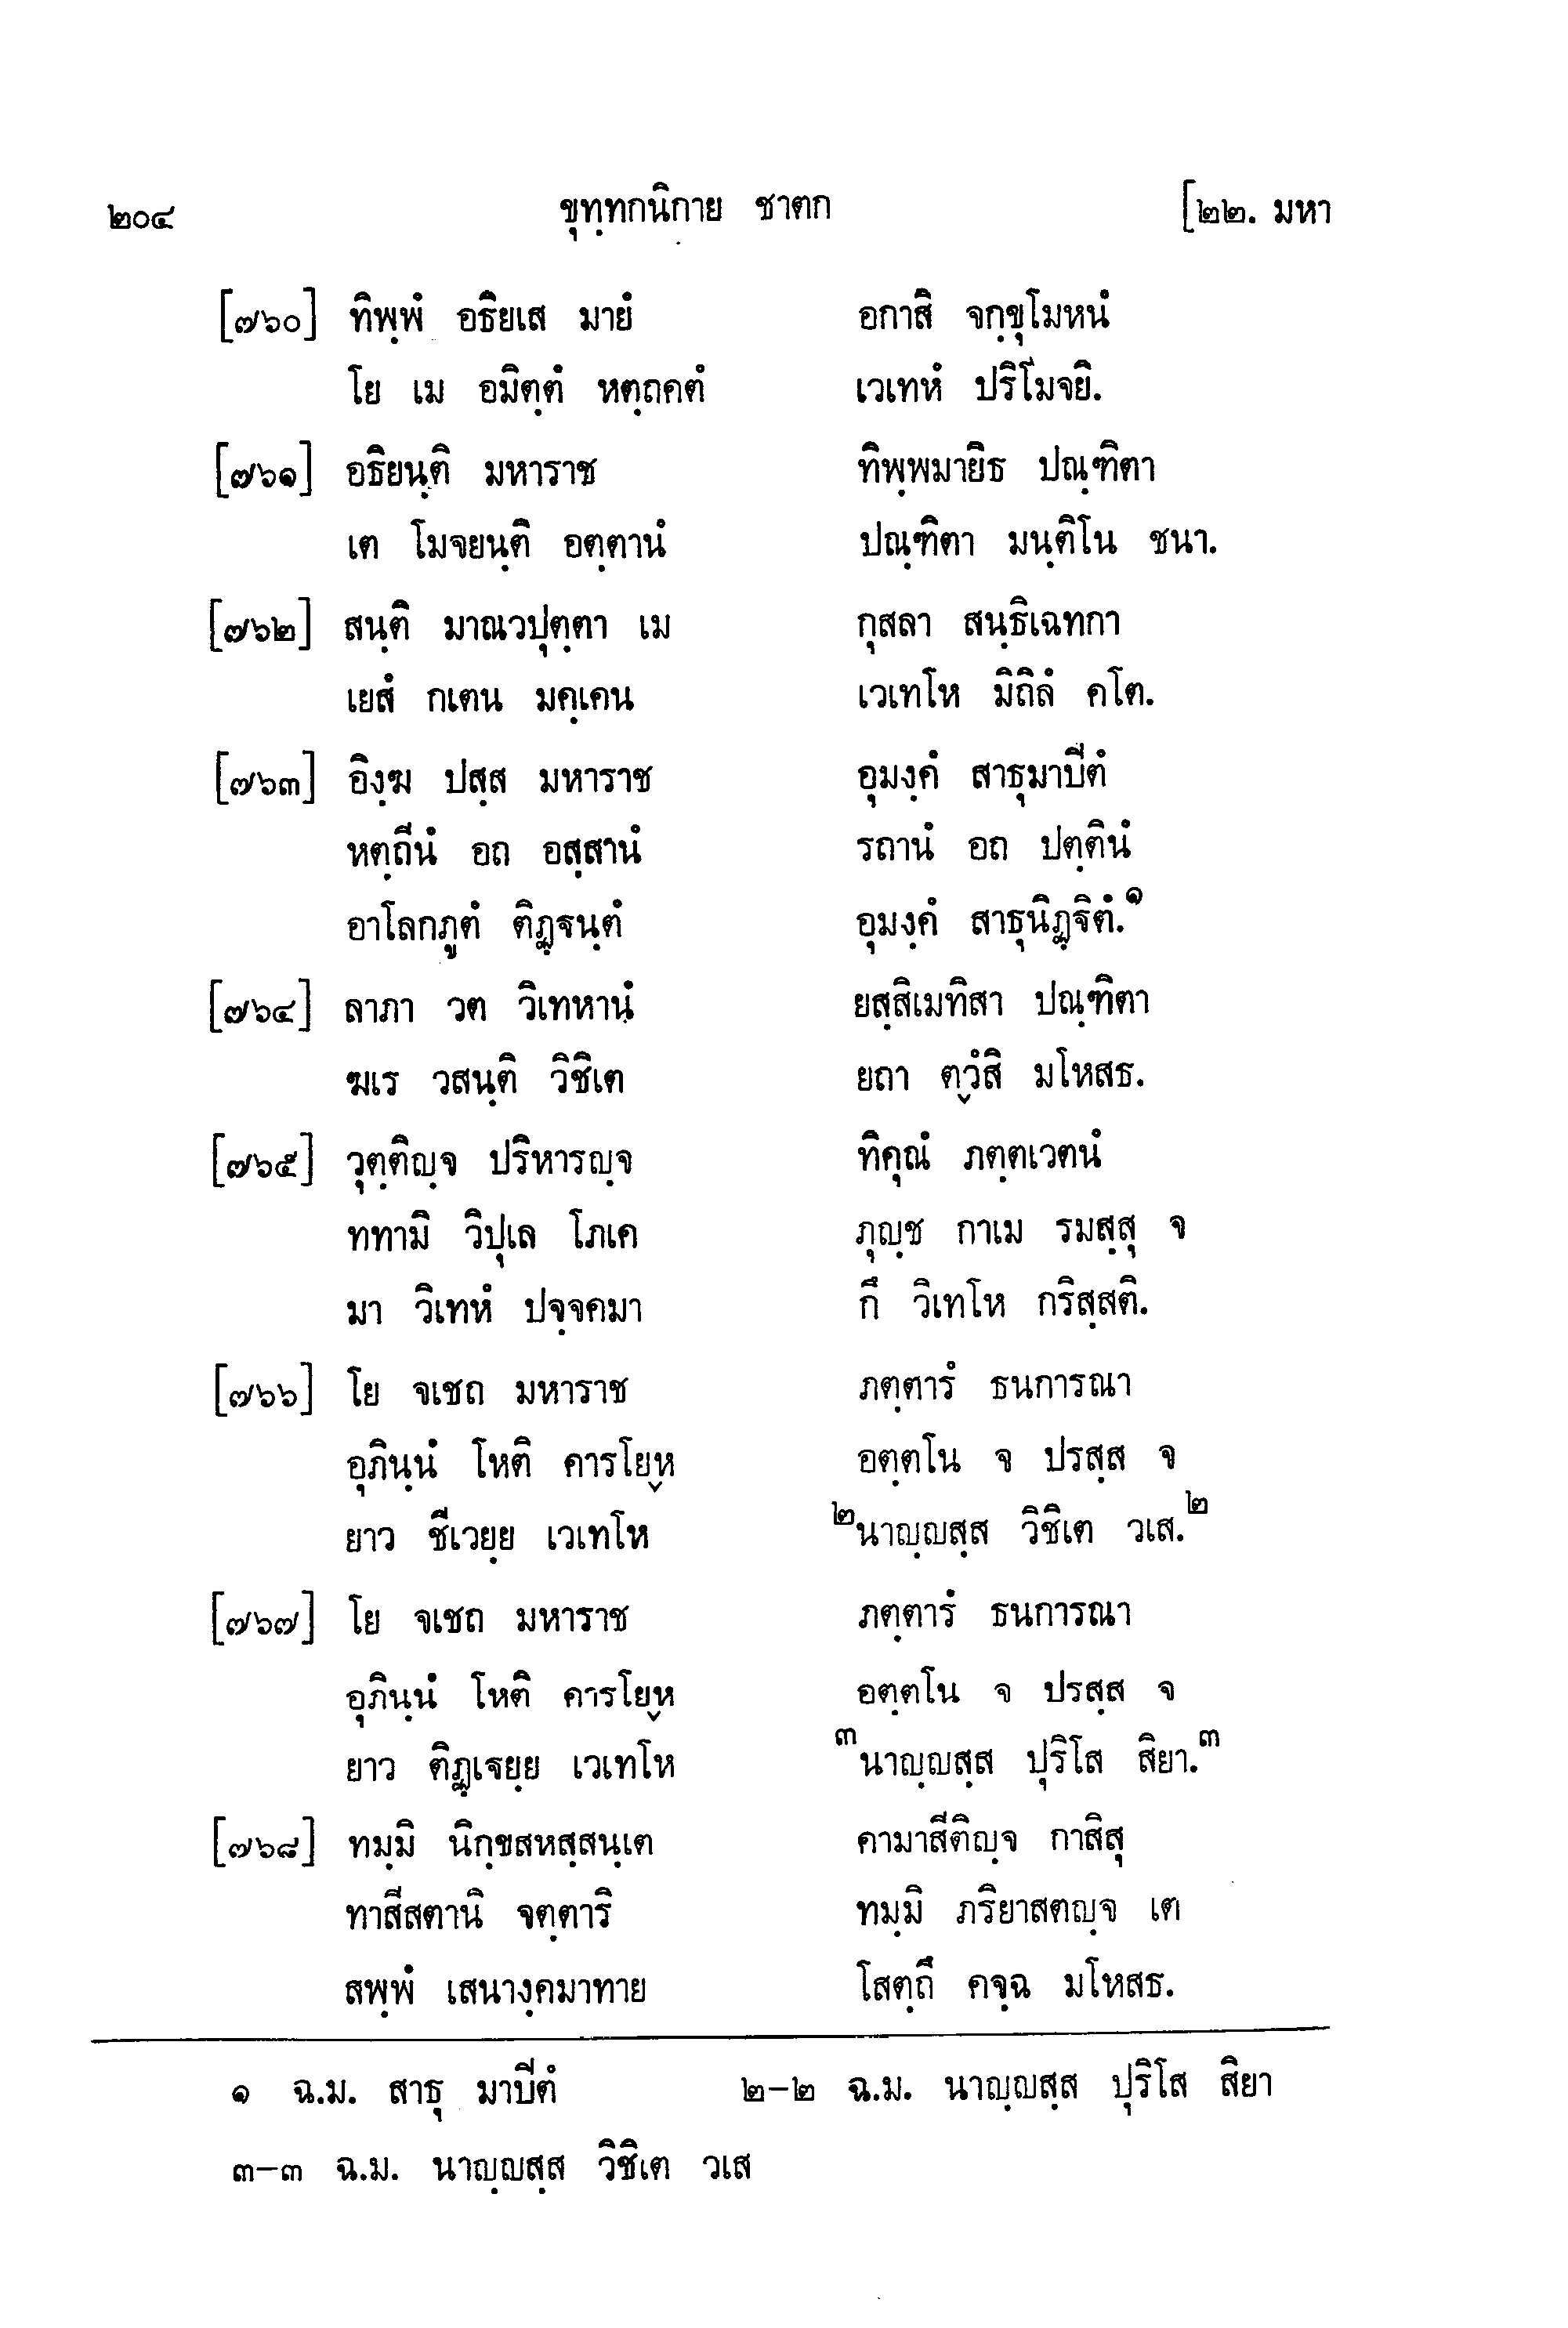 ๒๐๔ ขุทฺทกนิกาย ชาตก [๒๒. มหา
[๗๖๐] ทิพฺพํ อธิยเส มายํ อกาสิ จกฺขุโมหนํ
โย เม อมิตฺตํ หตฺถคตํ เวเทหํ ปริโมจยิ.
[๗๖๑] อธิยนฺติ มหาราช ทิพฺพมายิธ ปณฺฑิตา
เต โมจยนฺติ อตฺตานํ ปณฺฑิตา มนฺติโน ชนา.
[๗๖๒] สนฺติ มาณวปุตฺตา เม กุสลา สนฺธิเฉทกา
เยสํ กเตน มคฺเคน เวเทโห มิถิลํ คโต.
[๗๖๓] อิงฺฆ ปสฺส มหาราช อุมงฺคํ สาธุมาปิตํ
หตฺถีนํ อถ อสฺสานํ รถานํ อถ ปตฺตินํ
อาโลกภูตํ ติฏฺฐนฺตํ อุมงฺคํ สาธุนิฏฺฐิตํ.๑
[๗๖๔] ลาภา วต วิเทหานํ ยสฺสิเมทิสา ปณฺฑิตา
ฆเร วสนฺติ วิชิเต ยถา ตฺวํสิ มโหสธ.
[๗๖๕] วุตฺติญฺจ ปริหารญฺจ ทิคุณํ ภตฺตเวตนํ
ททามิ วิปุเล โภเค ภุญฺช กาเม รมสฺสุ จ
มา วิเทหํ ปจฺจคมา กึ วิเทโห กริสฺสติ.
[๗๖๖] โย จเชถ มหาราช ภตฺตารํ ธนการณา
อุภินฺนํ โหติ คารโยฺห อตฺตโน จ ปรสฺส จ
ยาว ชีเวยฺย เวเทโห ๒นาญฺญสฺส วิชิเต วเส.๒
[๗๖๗] โย จเชถ มหาราช ภตฺตารํ ธนการณา
อุภินฺนํ โหติ คารโยฺห อตฺตโน จ ปรสฺส จ
ยาว ติฏฺเฐยฺย เวเทโห ๓นาญฺญสฺส ปุริโส สิยา.๓
[๗๖๘] ทมฺมิ นิกฺขสหสฺสนฺเต คามาสีติญฺจ กาสิสุ
ทาสีสตานิ จตฺตาริ ทมฺมิ ภริยาสตญฺจ เต
สพฺพํ เสนางฺคมาทาย โสตฺถึ คจฺฉ มโหสธ.
๑ ฉ.ม. สาธุ มาปิตํ ๒-๒ ฉ.ม. นาญฺญสฺส ปุริโส สิยา
๓-๓ ฉ.ม. นาญฺญสฺส วิชิเต วเส